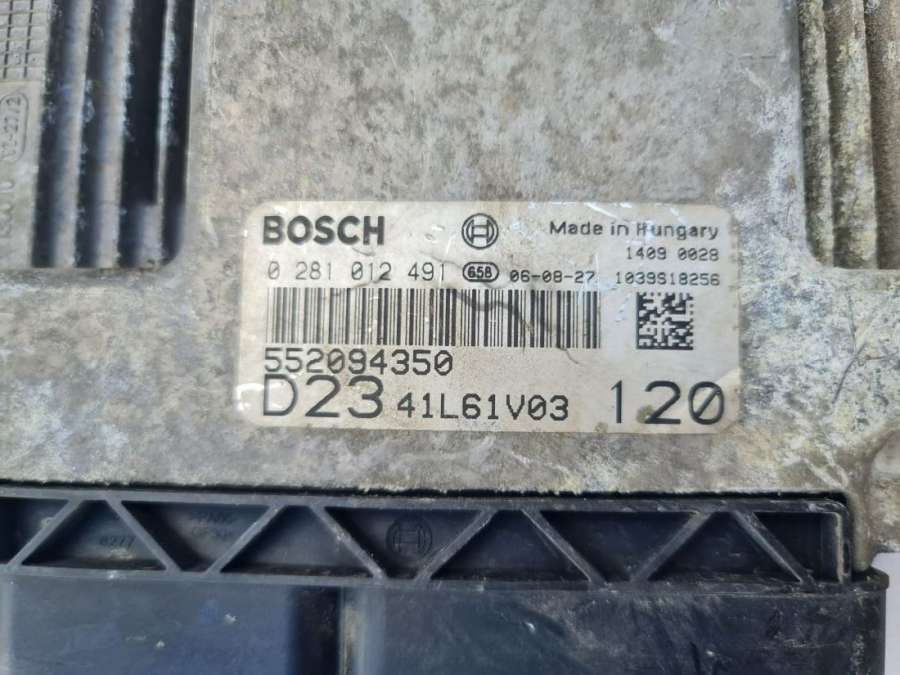 BOSCH Made in Hungary
1409 0028
0 281 012 491 658 06-08-27 1039S18256
552094350
D23 41L61V03 120